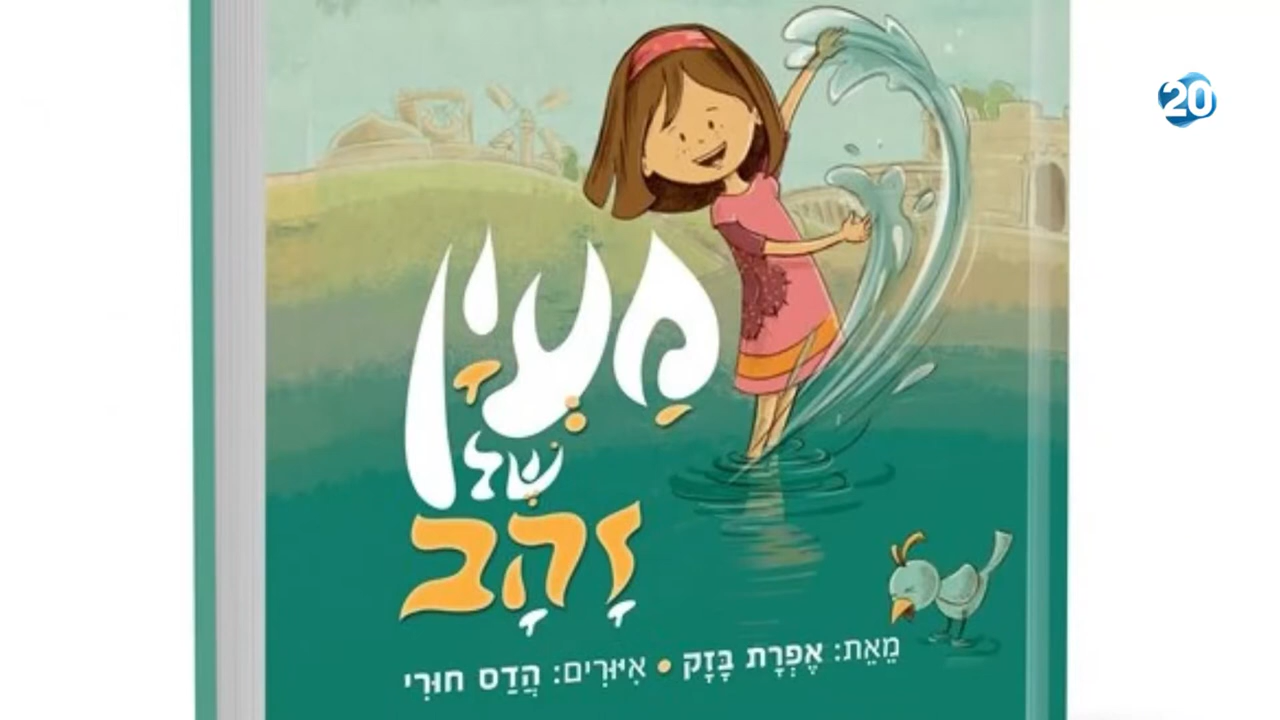 20
מַעְיָן
שֶׁל
זָהָב
מֵאֵת: אֶפְרָת בָּזָק • אִיּוּרִים: הֲדַס חוּרִי